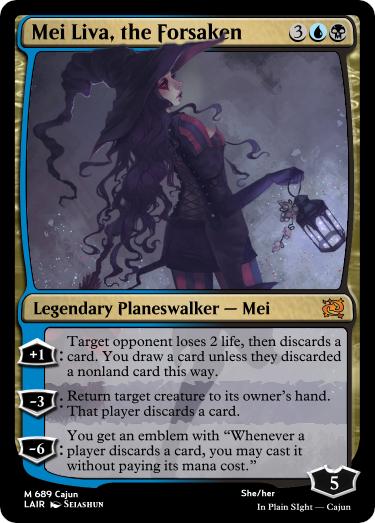 Mei Liva, the Forsaken 3
Legendary Planeswalker — Mei
+1: Target opponent loses 2 life, then discards a
card. You draw a card unless they discarded
a nonland card this way.
-3: Return target creature to its owner's hand.
That player discards a card.
-6: You get an emblem with “Whenever a
player discards a card, you may cast it
without paying its mana cost.”
5
M 689 Cajun
She/her
LAIR Seiashun
In Plain SIght — Cajun